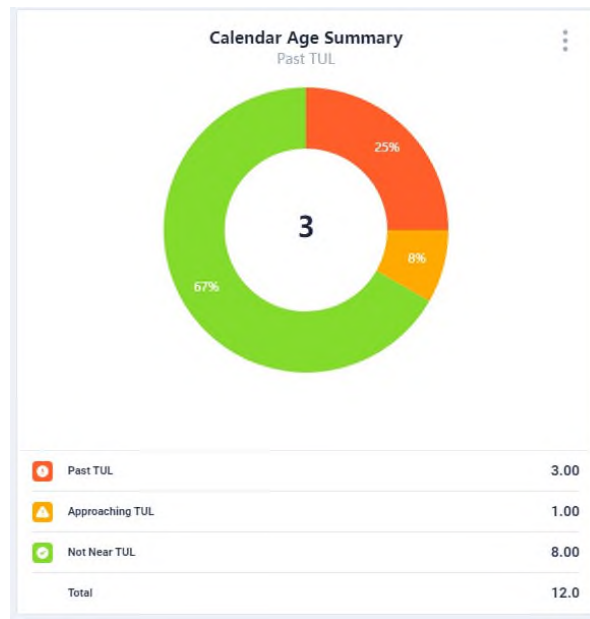 Calendar Age Summary
Past TUL
25%
3
8%
67%
Past TUL 3.00
Approaching TUL 1.00
Not Near TUL 8.00
Total 12.0